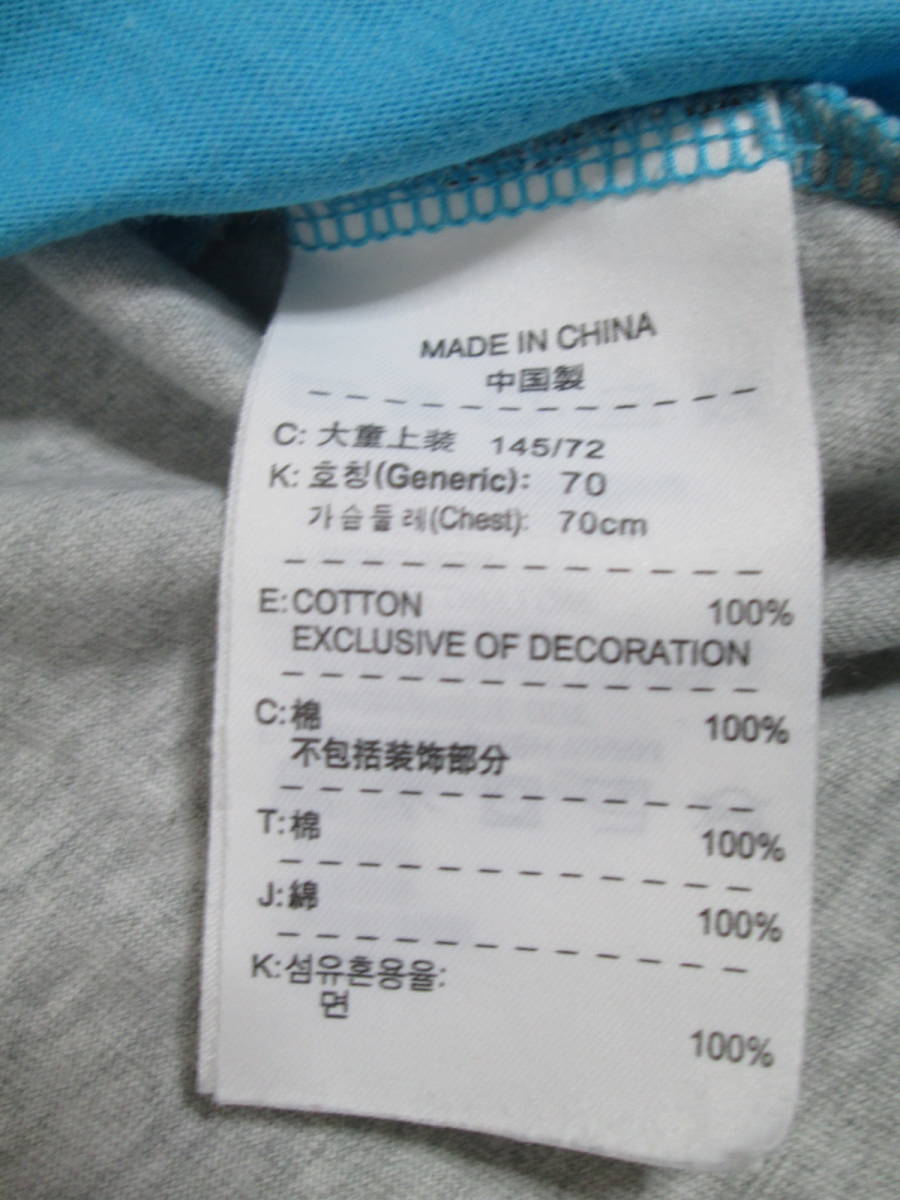 MADE IN CHINA
中国製
C: 大童上装 145/72
K: 호칭(Generic): 70
가슴둘레(Chest): 70cm
E: COTTON 100%
EXCLUSIVE OF DECORATION
C: 棉 100%
不包括装饰部分
T: 棉 100%
J: 綿 100%
K: 섬유혼용율:
면
100%